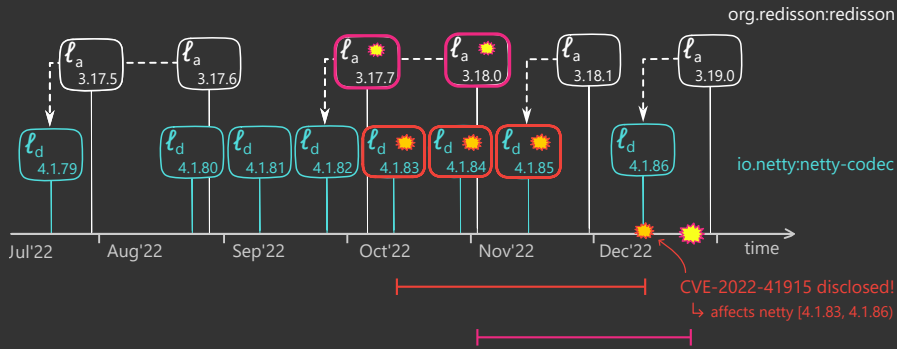 org.redisson:redisson
ℓa
3.17.5
ℓa
3.17.6
ℓa
3.17.7
ℓa
3.18.0
ℓa
3.18.1
ℓa
3.19.0
ℓd
4.1.79
ℓd
4.1.80
ℓd
4.1.81
ℓd
4.1.82
ℓd
4.1.83
ℓd
4.1.84
ℓd
4.1.85
ℓd
4.1.86
io.netty:netty-codec
Jul'22
Aug'22
Sep'22
Oct'22
Nov'22
Dec'22
time
CVE-2022-41915 disclosed!
↳ affects netty [4.1.83, 4.1.86)